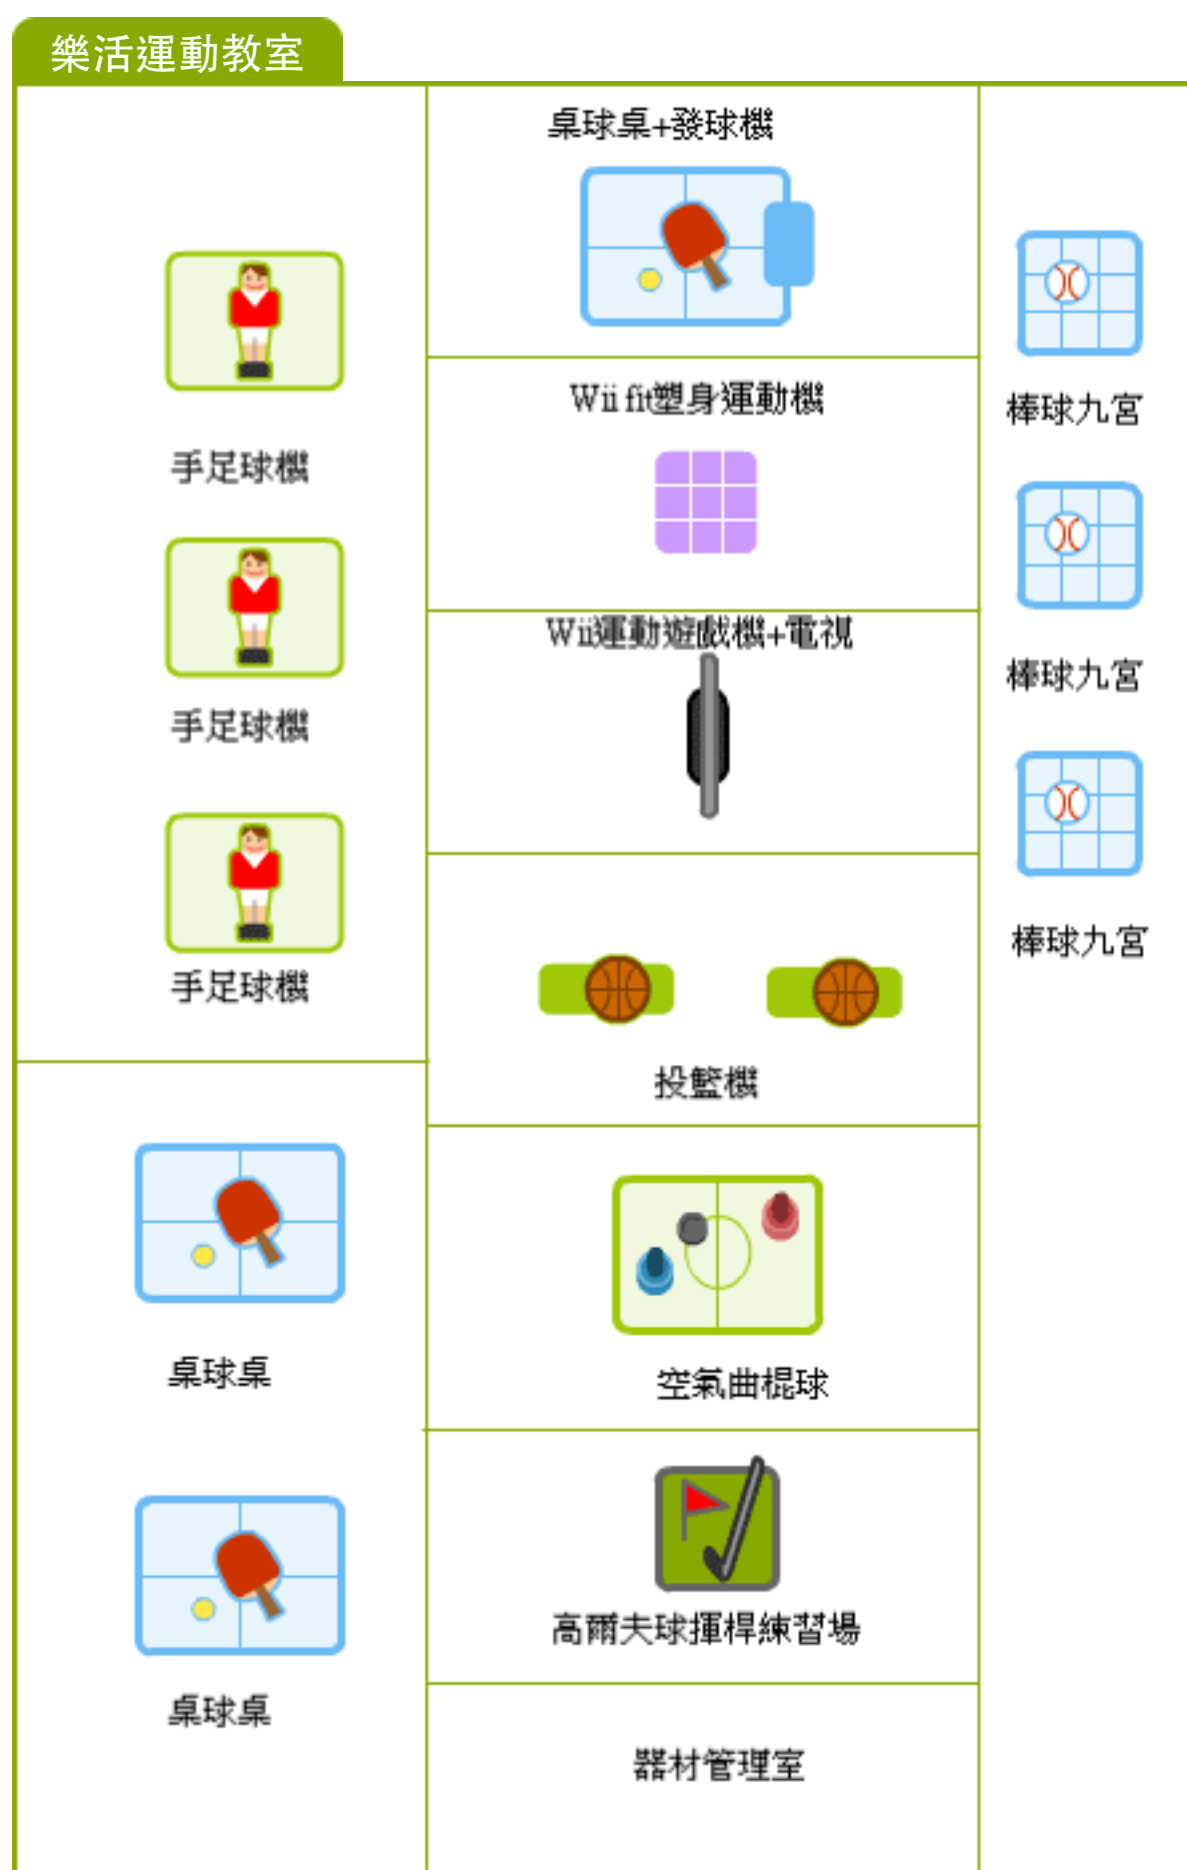 樂活運動教室
手足球機
手足球機
手足球機
桌球桌
桌球桌
桌球桌+發球機
Wii fit塑身運動機
Wii運動遊戲機+電視
投籃機
空氣曲棍球
高爾夫球揮桿練習場
器材管理室
棒球九宮
棒球九宮
棒球九宮